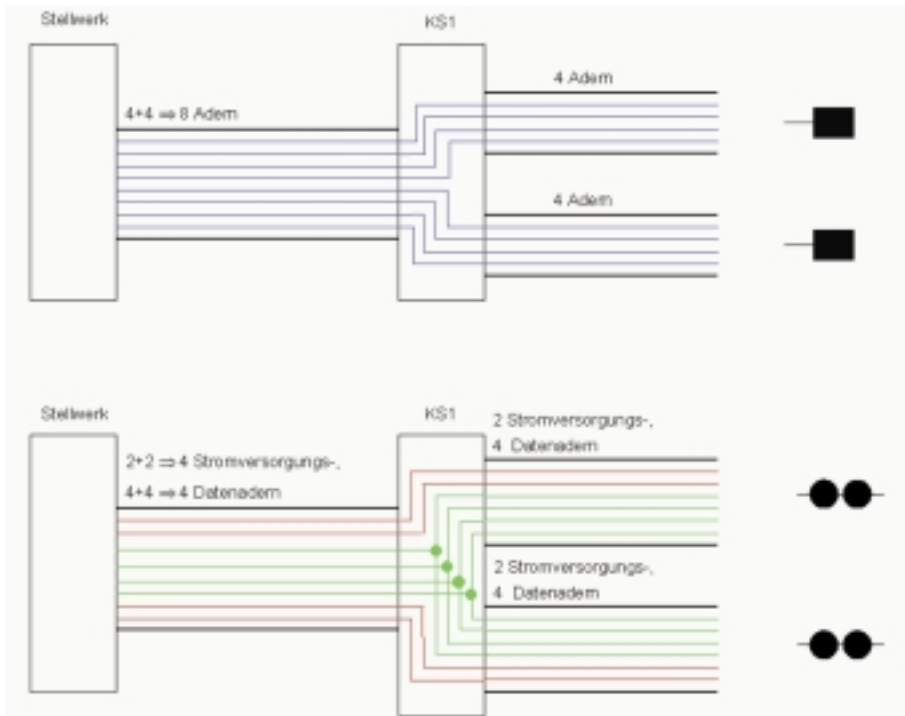 Stellwerk
KS1
4 Adern
4+4 ⇒ 8 Adern
4 Adern
Stellwerk
KS1
2 Stromversorgungs-,
4 Datenadern
2+2 ⇒ 4 Stromversorgungs-,
4+4 ⇒ 4 Datenadern
2 Stromversorgungs-,
4 Datenadern